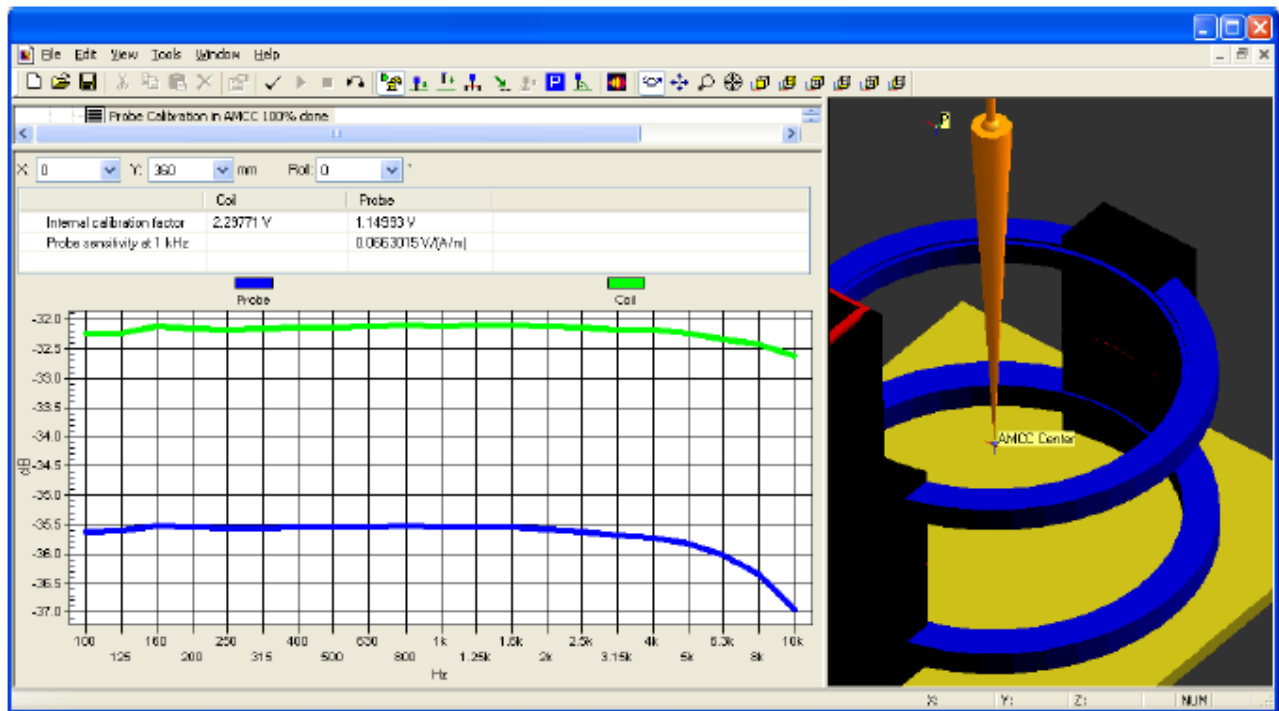 File Edit View Tools Window Help
Probe Calibration in AMCC 100% done
X: 0 Y: 360 mm Roll: 0 °
Coil Probe
Internal calibration factor 2.29771 V 1.14993 V
Probe sensitivity at 1 kHz 0.0663015 V/(A/m)
Probe Coil
-32.0
-32.5
-33.0
-33.5
-34.0
-34.5
-35.0
-35.5
-36.0
-36.5
-37.0
dB
100 160 250 400 630 1k 1.6k 2.5k 4k 6.3k 10k
125 200 315 500 800 1.25k 2k 3.15k 5k 8k
Hz
P
P
AMCC Center
X: Y: Z: NUM